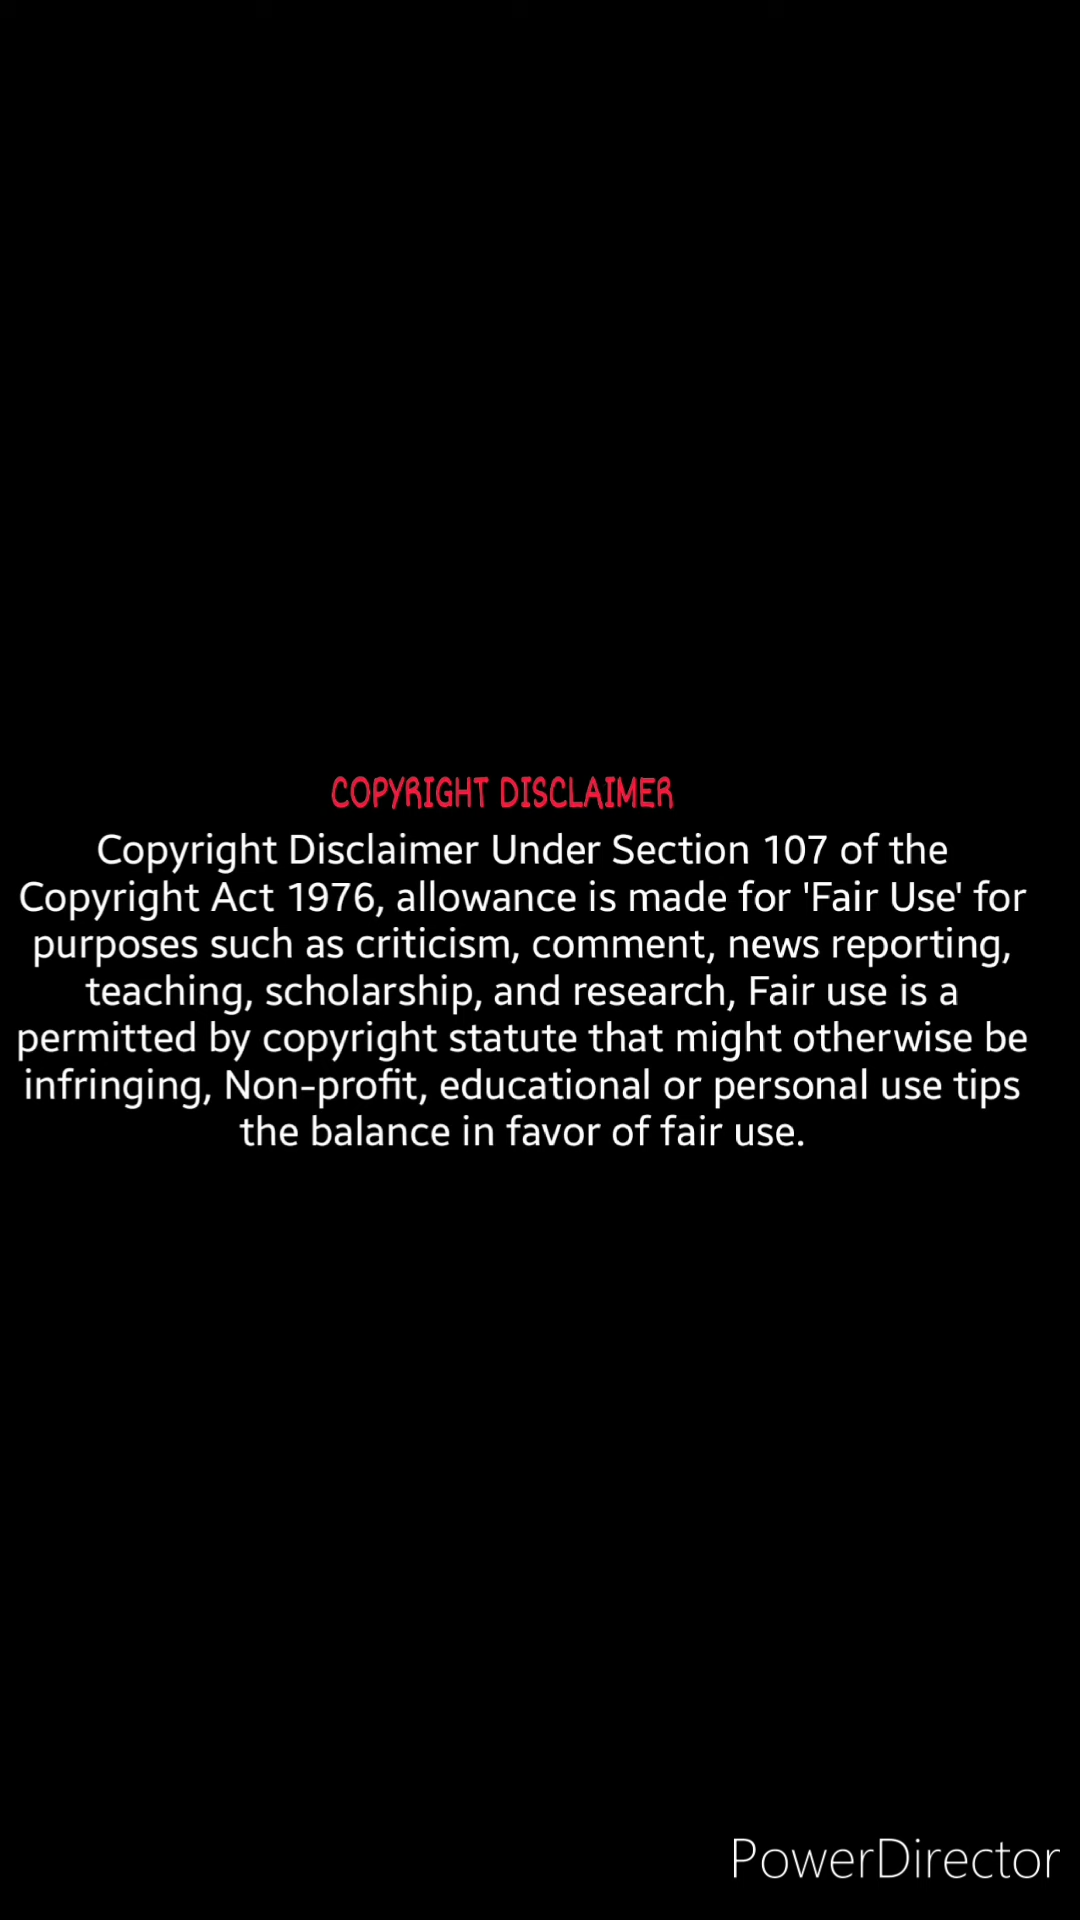 COPYRIGHT DISCLAIMER
Copyright Disclaimer Under Section 107 of the
Copyright Act 1976, allowance is made for 'Fair Use' for
purposes such as criticism, comment, news reporting,
teaching, scholarship, and research, Fair use is a
permitted by copyright statute that might otherwise be
infringing, Non-profit, educational or personal use tips
the balance in favor of fair use.
PowerDirector